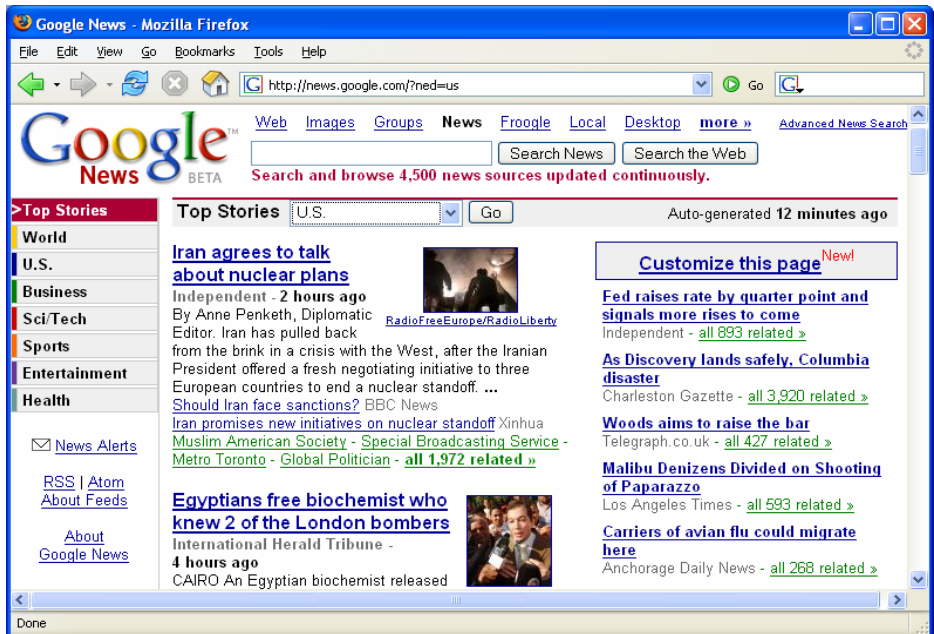 Google News - Mozilla Firefox
File Edit View Go Bookmarks Tools Help
http://news.google.com/?ned=us Go
Google™
News BETA
Web Images Groups News Froogle Local Desktop more » Advanced News Search
Search News Search the Web
Search and browse 4,500 news sources updated continuously.
>Top Stories
World
U.S.
Business
Sci/Tech
Sports
Entertainment
Health
News Alerts
RSS | Atom
About Feeds
About
Google News
Top Stories U.S. Go Auto-generated 12 minutes ago
Iran agrees to talk
about nuclear plans
Independent - 2 hours ago
By Anne Penketh, Diplomatic
Editor. Iran has pulled back
from the brink in a crisis with the West, after the Iranian
President offered a fresh negotiating initiative to three
European countries to end a nuclear standoff. ...
RadioFreeEurope/RadioLiberty
Should Iran face sanctions? BBC News
Iran promises new initiatives on nuclear standoff Xinhua
Muslim American Society - Special Broadcasting Service -
Metro Toronto - Global Politician - all 1,972 related »
Egyptians free biochemist who
knew 2 of the London bombers
International Herald Tribune -
4 hours ago
CAIRO An Egyptian biochemist released
Customize this page New!
Fed raises rate by quarter point and
signals more rises to come
Independent - all 893 related »
As Discovery lands safely, Columbia
disaster
Charleston Gazette - all 3,920 related »
Woods aims to raise the bar
Telegraph.co.uk - all 427 related »
Malibu Denizens Divided on Shooting
of Paparazzo
Los Angeles Times - all 593 related »
Carriers of avian flu could migrate
here
Anchorage Daily News - all 268 related »
Done